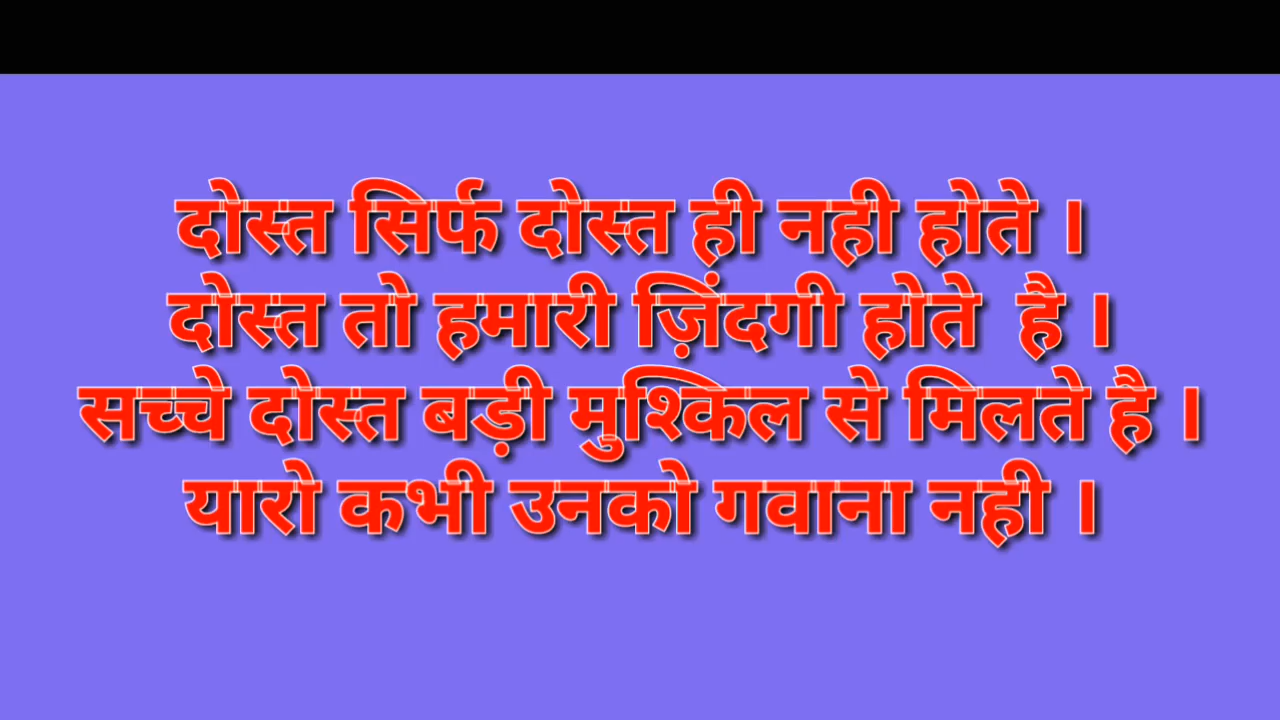 दोस्त सिर्फ दोस्त ही नही होते ।
दोस्त तो हमारी ज़िंदगी होते है ।
सच्चे दोस्त बड़ी मुश्किल से मिलते है ।
यारो कभी उनको गवाना नही ।